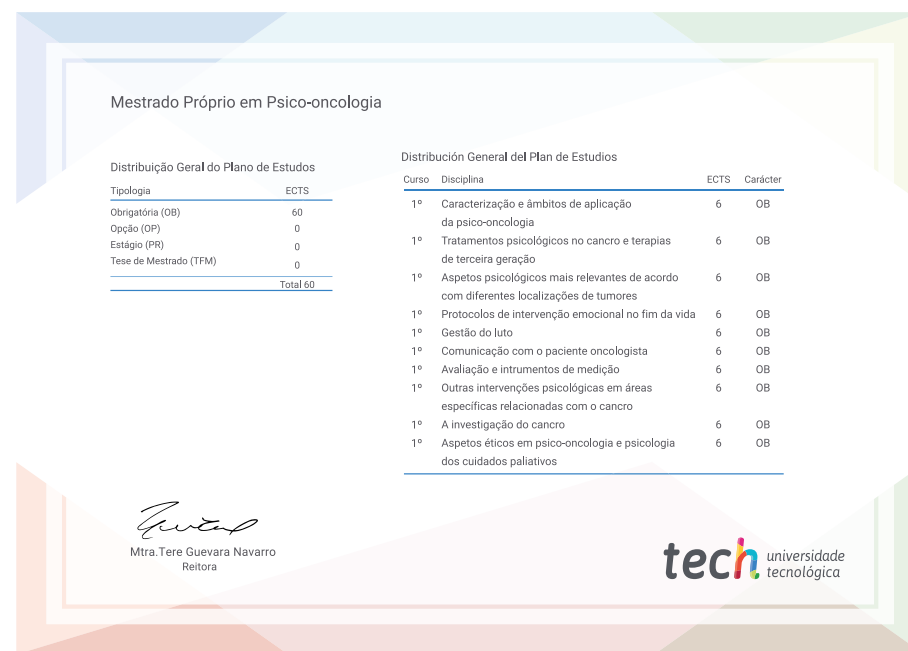 Mestrado Próprio em Psico-oncologia
Distribuição Geral do Plano de Estudos
Tipologia ECTS
Obrigatória (OB) 60
Opção (OP) 0
Estágio (PR) 0
Tese de Mestrado (TFM) 0
Total 60
Distribución General del Plan de Estudios
Curso Disciplina ECTS Carácter
1º Caracterização e âmbitos de aplicação 6 OB
da psico-oncologia
1º Tratamentos psicológicos no cancro e terapias 6 OB
de terceira geração
1º Aspetos psicológicos mais relevantes de acordo 6 OB
com diferentes localizações de tumores
1º Protocolos de intervenção emocional no fim da vida 6 OB
1º Gestão do luto 6 OB
1º Comunicação com o paciente oncologista 6 OB
1º Avaliação e intrumentos de medição 6 OB
1º Outras intervenções psicológicas em áreas 6 OB
específicas relacionadas com o cancro
1º A investigação do cancro 6 OB
1º Aspetos éticos em psico-oncologia e psicologia 6 OB
dos cuidados paliativos
Mtra.Tere Guevara Navarro
Reitora
tech universidade
tecnológica